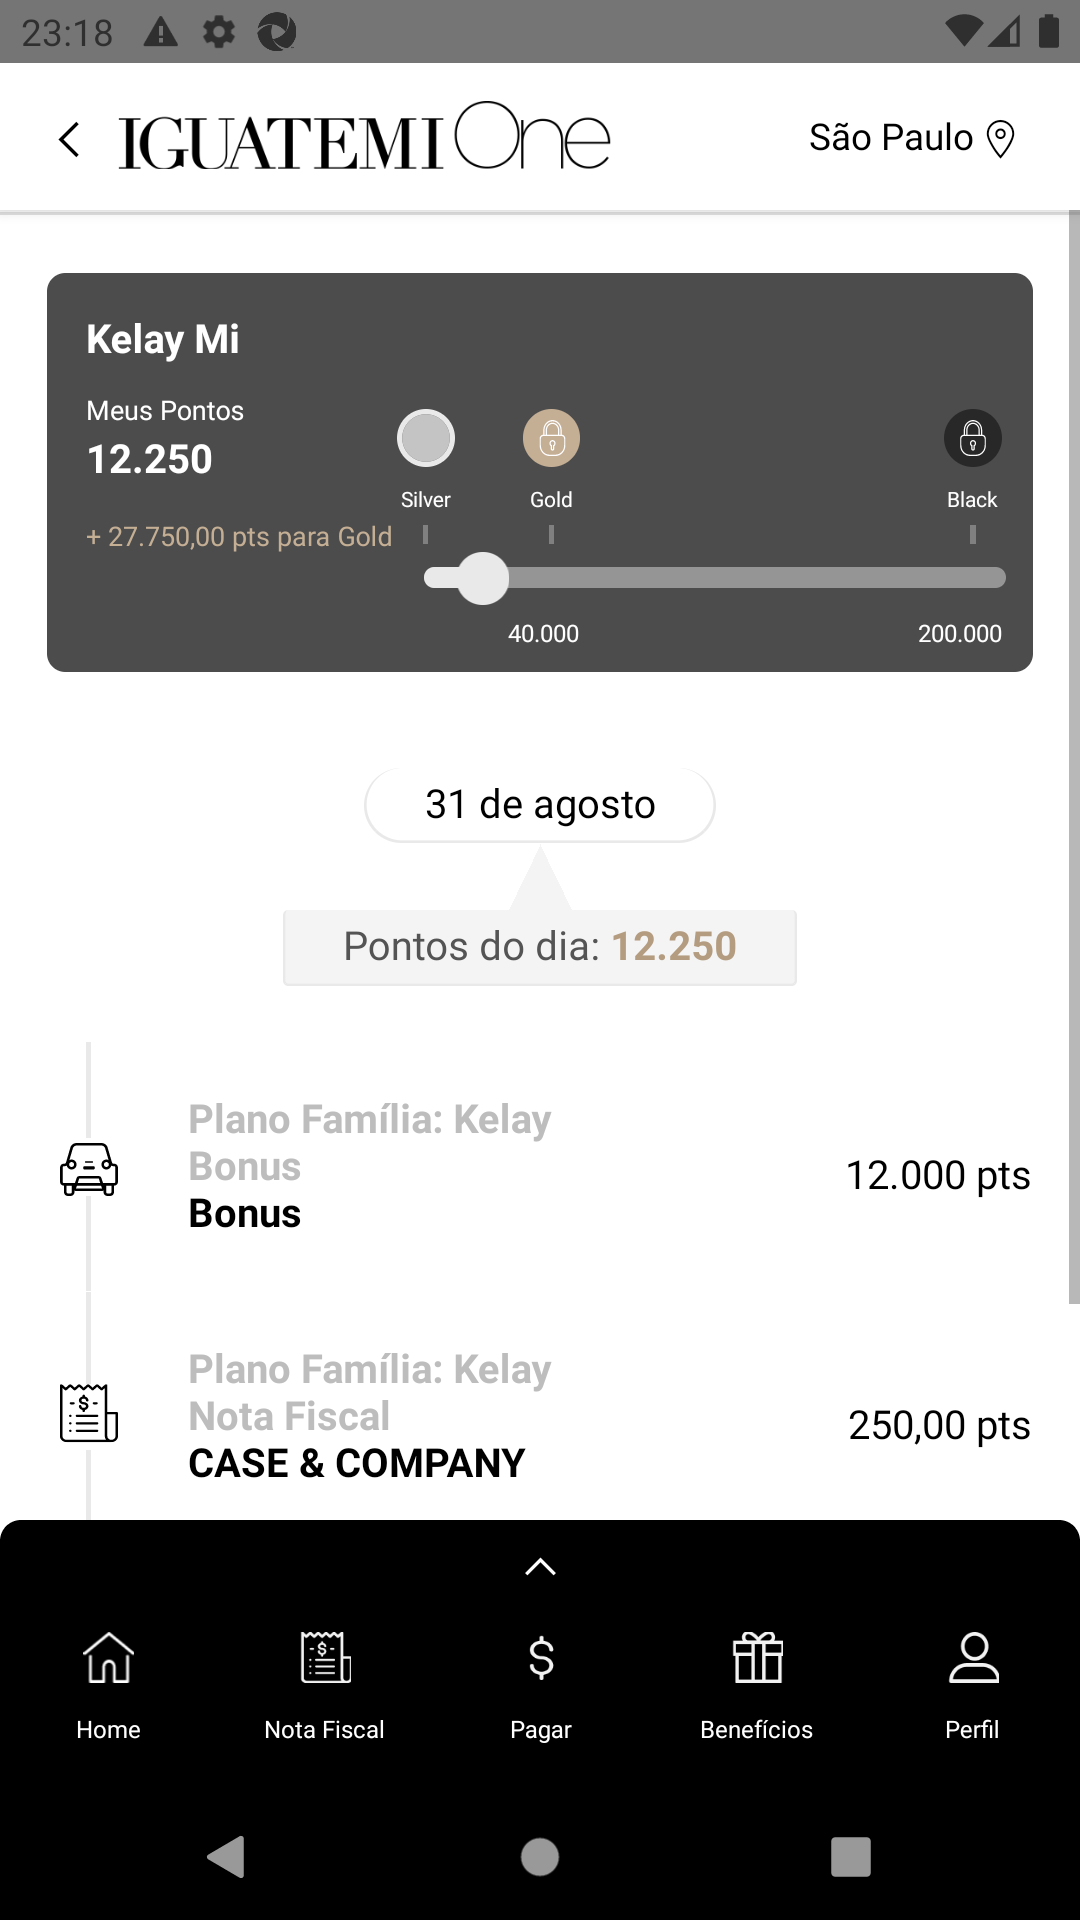 23:18
IGUATEMI One
São Paulo
Kelay Mi
Meus Pontos
12.250
Silver
Gold
Black
+ 27.750,00 pts para Gold
40.000
200.000
31 de agosto
Pontos do dia: 12.250
Plano Família: Kelay
Bonus
Bonus
12.000 pts
Plano Família: Kelay
Nota Fiscal
CASE & COMPANY
250,00 pts
Home
Nota Fiscal
Pagar
Benefícios
Perfil